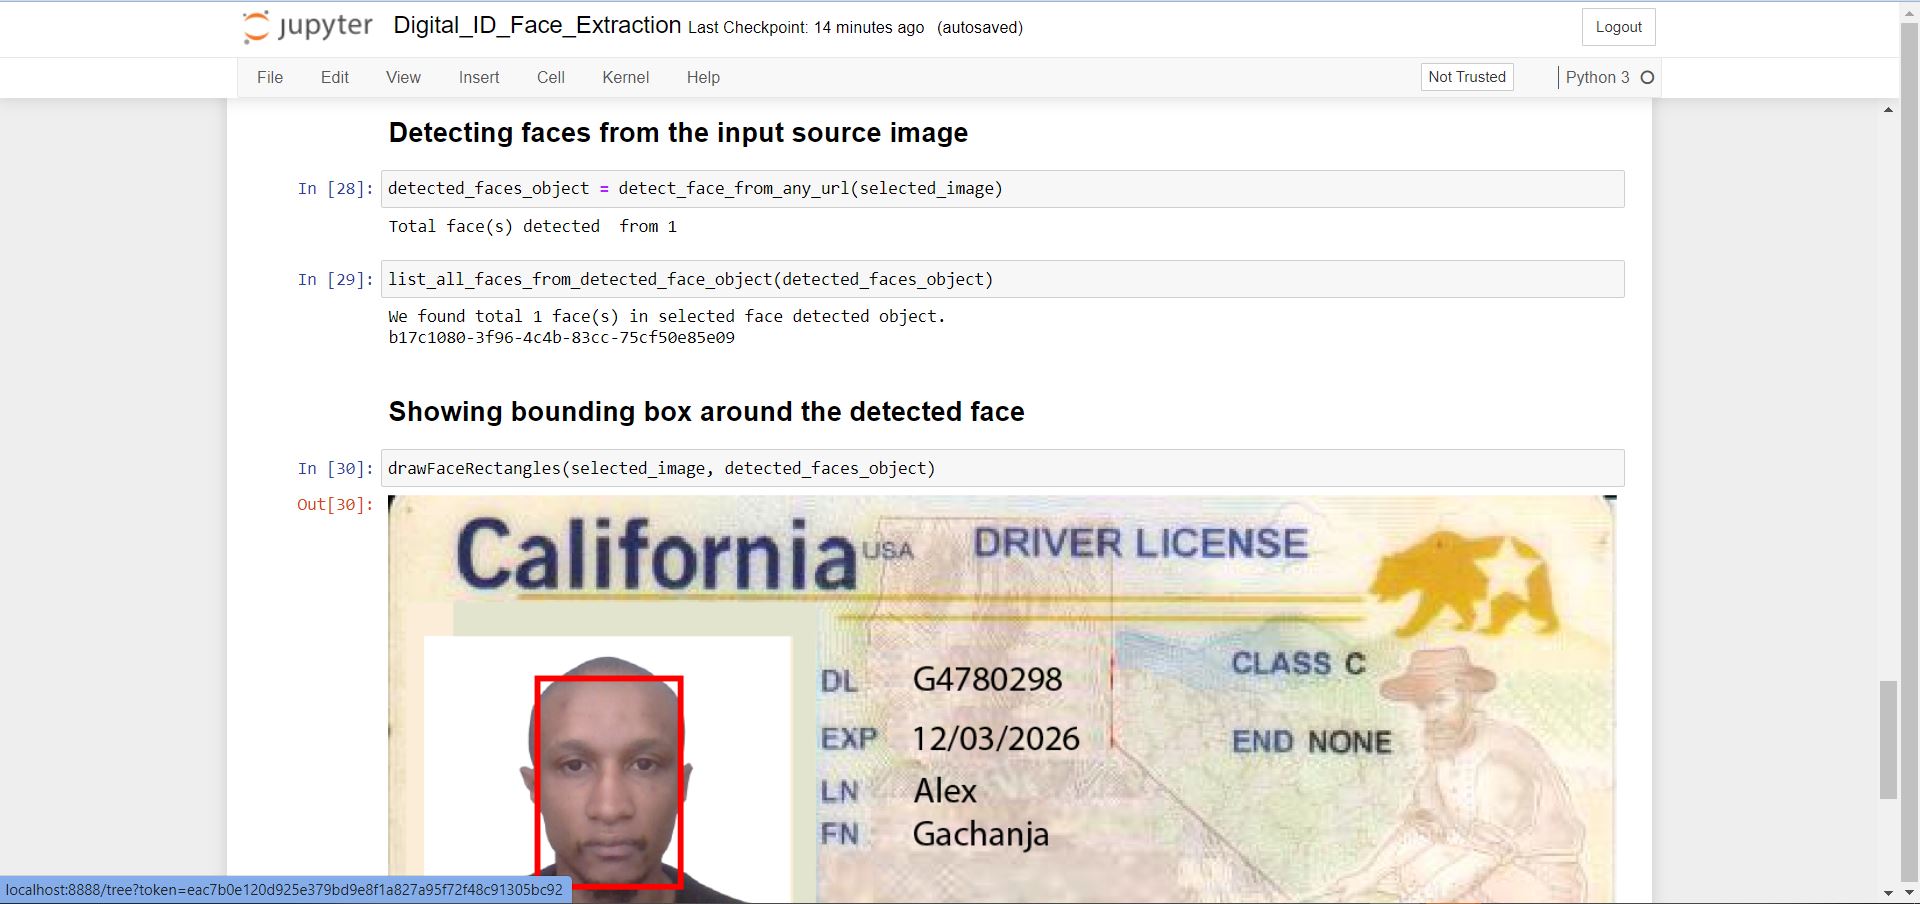 jupyter Digital_ID_Face_Extraction Last Checkpoint: 14 minutes ago (autosaved)
Logout
File Edit View Insert Cell Kernel Help
Not Trusted
Python 3
Detecting faces from the input source image
In [28]: detected_faces_object = detect_face_from_any_url(selected_image)
Total face(s) detected  from 1
In [29]: list_all_faces_from_detected_face_object(detected_faces_object)
We found total 1 face(s) in selected face detected object.
b17c1080-3f96-4c4b-83cc-75cf50e85e09
Showing bounding box around the detected face
In [30]: drawFaceRectangles(selected_image, detected_faces_object)
Out[30]:
California USA DRIVER LICENSE
DL G4780298
CLASS C
EXP 12/03/2026
END NONE
LN Alex
FN Gachanja
localhost:8888/tree?token=eac7b0e120d925e379bd9e8f1a827a95f72f48c91305bc92